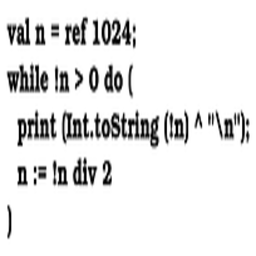 val n = ref 1024;
while !n > 0 do (
print (Int.toString (!n) ^ "\n");
n := !n div 2
)